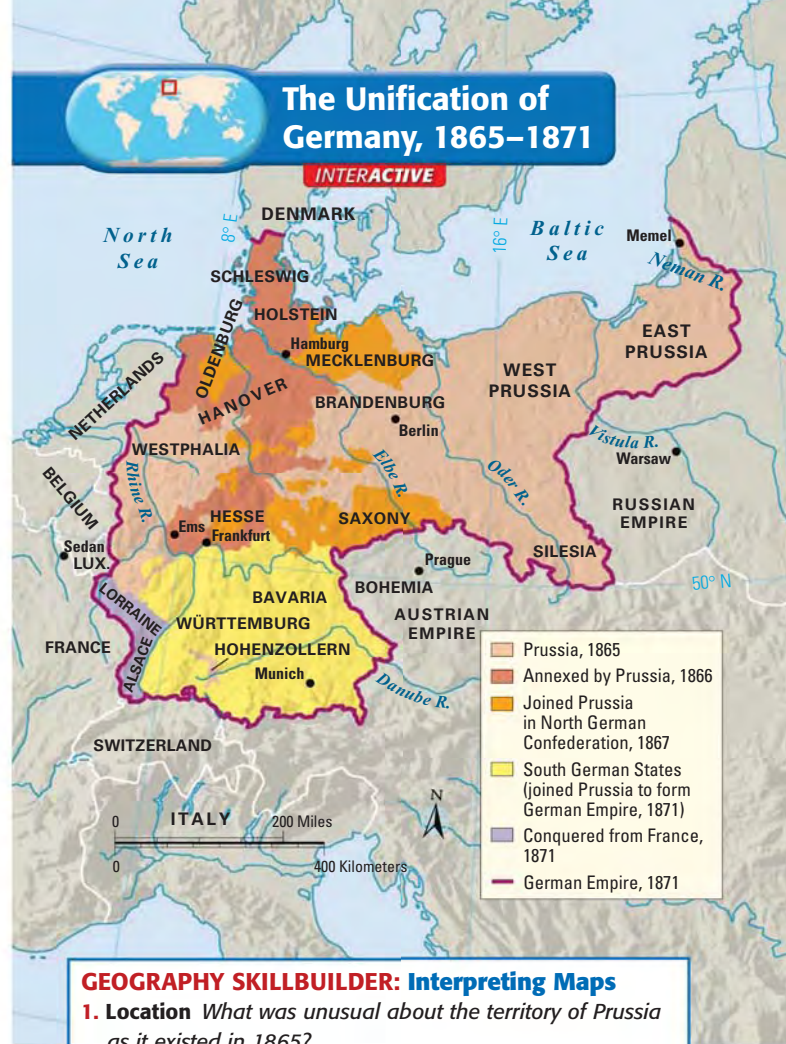 The Unification of
Germany, 1865–1871
INTERACTIVE
DENMARK
North
Sea
8° E
16° E
Baltic
Sea
Memel
Neman R.
SCHLESWIG
HOLSTEIN
EAST
PRUSSIA
OLDENBURG
Hamburg
MECKLENBURG
WEST
PRUSSIA
NETHERLANDS
HANOVER
BRANDENBURG
Berlin
WESTPHALIA
Vistula R.
Warsaw
BELGIUM
Rhine R.
Elbe R.
Oder R.
RUSSIAN
EMPIRE
HESSE
SAXONY
Ems
Frankfurt
Sedan
LUX.
Prague
SILESIA
50° N
LORRAINE
BAVARIA
BOHEMIA
WÜRTTEMBURG
AUSTRIAN
EMPIRE
FRANCE
ALSACE
HOHENZOLLERN
Munich
Danube R.
SWITZERLAND
ITALY
0
200 Miles
0
400 Kilometers
N
Prussia, 1865
Annexed by Prussia, 1866
Joined Prussia
in North German
Confederation, 1867
South German States
(joined Prussia to form
German Empire, 1871)
Conquered from France,
1871
German Empire, 1871
GEOGRAPHY SKILLBUILDER: Interpreting Maps
1. Location What was unusual about the territory of Prussia
as it existed in 1865?